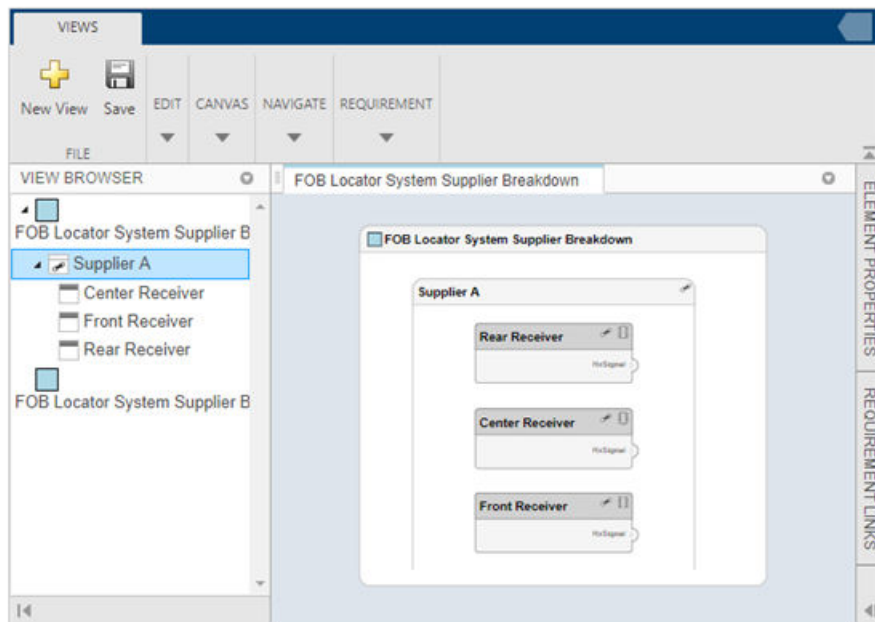 VIEWS
New View
Save
EDIT
CANVAS
NAVIGATE
REQUIREMENT
FILE
VIEW BROWSER
FOB Locator System Supplier B
Supplier A
Center Receiver
Front Receiver
Rear Receiver
FOB Locator System Supplier B
FOB Locator System Supplier Breakdown
FOB Locator System Supplier Breakdown
Supplier A
Rear Receiver
Center Receiver
Front Receiver
ELEMENT PROPERTIES
REQUIREMENT LINKS